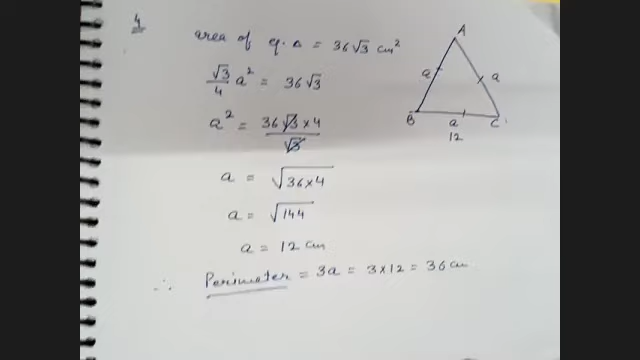 4
area of eq. Δ = 36√3 cm²
√3/4 a² = 36√3
a² = 36√3×4/√3
a = √36×4
a = √144
a = 12 cm
∴ Perimeter = 3a = 3×12 = 36 cm
A
a a
B a C
12